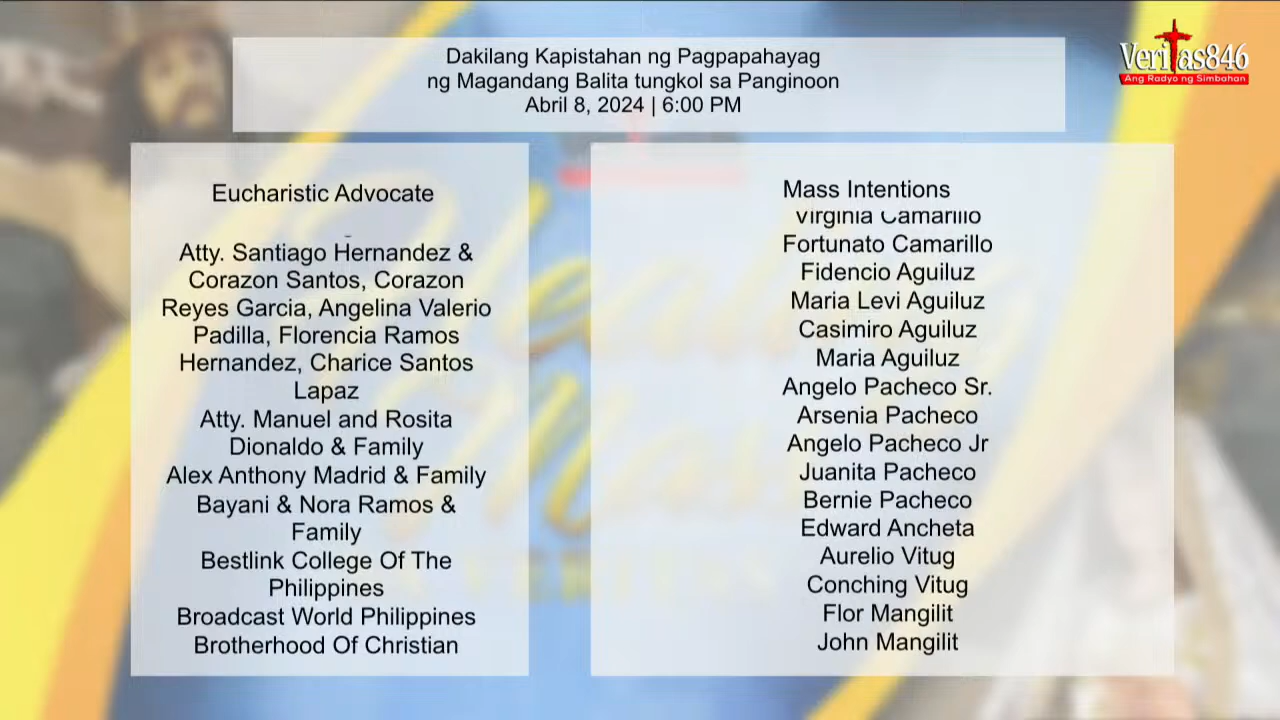 Dakilang Kapistahan ng Pagpapahayag
ng Magandang Balita tungkol sa Panginoon
Abril 8, 2024 | 6:00 PM
Veritas846
Ang Radyo ng Simbahan
Eucharistic Advocate
Atty. Santiago Hernandez &
Corazon Santos, Corazon
Reyes Garcia, Angelina Valerio
Padilla, Florencia Ramos
Hernandez, Charice Santos
Lapaz
Atty. Manuel and Rosita
Dionaldo & Family
Alex Anthony Madrid & Family
Bayani & Nora Ramos &
Family
Bestlink College Of The
Philippines
Broadcast World Philippines
Brotherhood Of Christian
Mass Intentions
Virginia Camarillo
Fortunato Camarillo
Fidencio Aguiluz
Maria Levi Aguiluz
Casimiro Aguiluz
Maria Aguiluz
Angelo Pacheco Sr.
Arsenia Pacheco
Angelo Pacheco Jr
Juanita Pacheco
Bernie Pacheco
Edward Ancheta
Aurelio Vitug
Conching Vitug
Flor Mangilit
John Mangilit